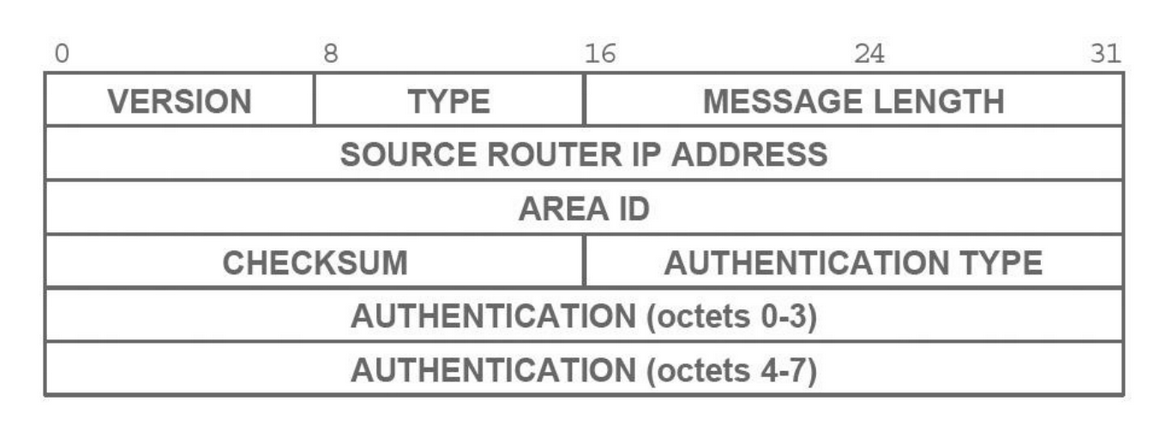 0 8 16 24 31
VERSION TYPE MESSAGE LENGTH
SOURCE ROUTER IP ADDRESS
AREA ID
CHECKSUM AUTHENTICATION TYPE
AUTHENTICATION (octets 0-3)
AUTHENTICATION (octets 4-7)